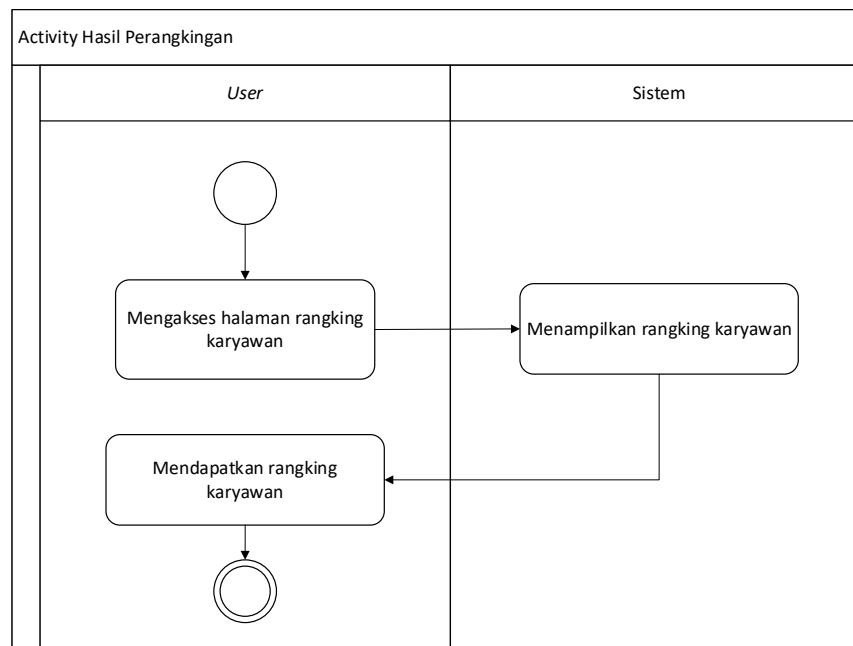 Activity Hasil Perangkingan
User
Sistem
Mengakses halaman rangking
karyawan
Menampilkan rangking karyawan
Mendapatkan rangking
karyawan